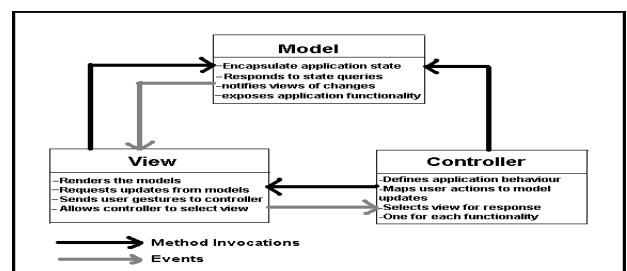 Model
-Encapsulate application state
-Responds to state queries
-notifies views of changes
-exposes application functionality
View
-Renders the models
-Requests updates from models
-Sends user gestures to controller
-Allows controller to select view
Controller
-Defines application behaviour
-Maps user actions to model
updates
-Selects view for response
-One for each functionality
Method Invocations
Events